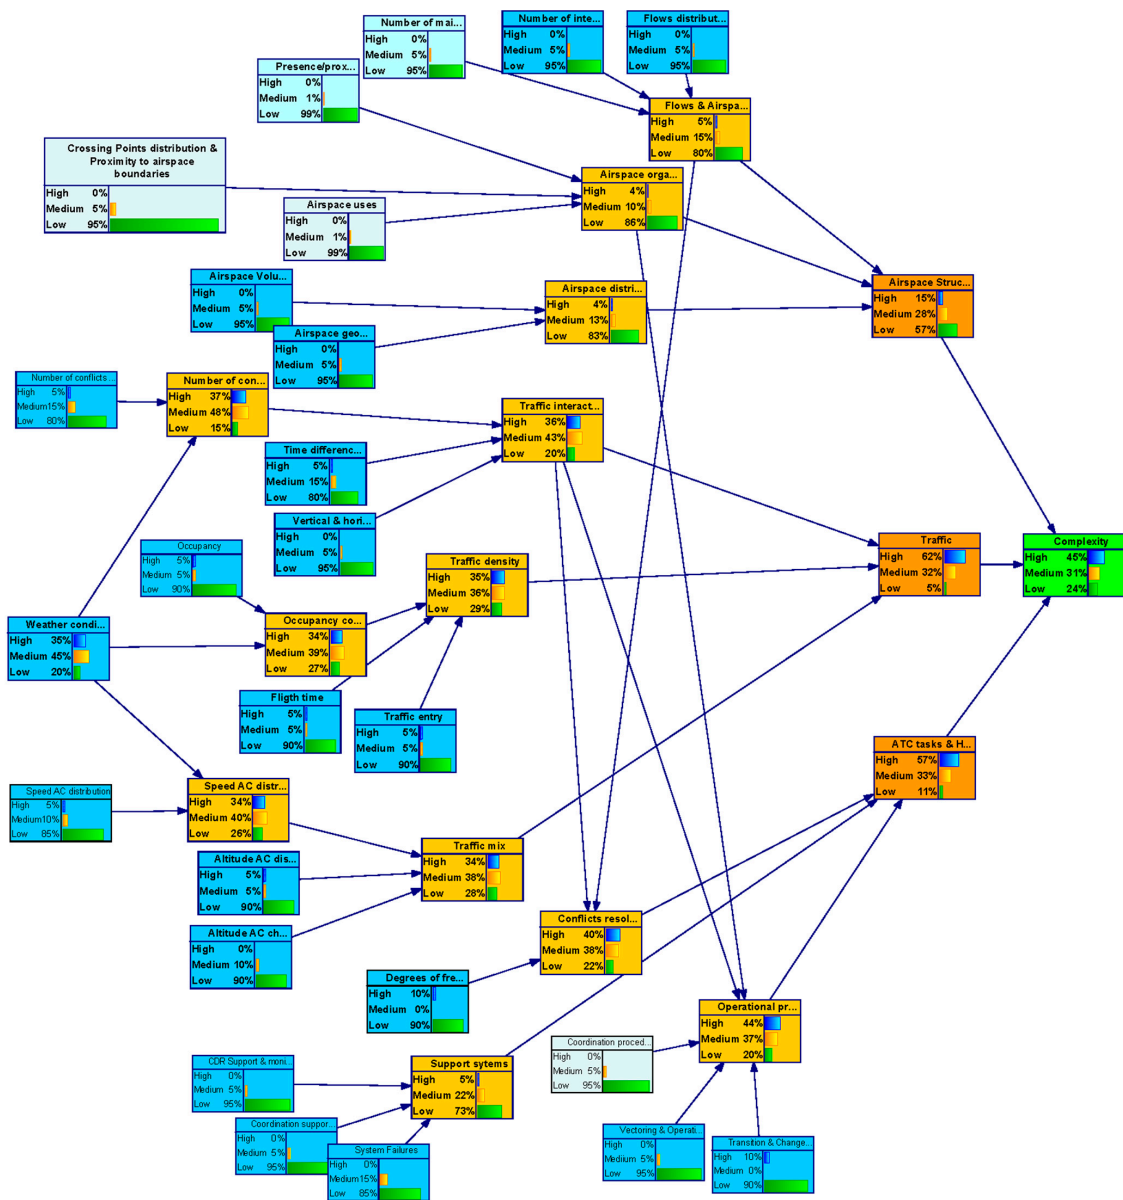 Number of mai...
High 0%
Medium 5%
Low 95%
Number of inte...
High 0%
Medium 5%
Low 95%
Flows distribut...
High 0%
Medium 5%
Low 95%
Presence/prox...
High 0%
Medium 1%
Low 99%
Flows & Airspa...
High 5%
Medium 15%
Low 80%
Crossing Points distribution &
Proximity to airspace
boundaries
High 0%
Medium 5%
Low 95%
Airspace orga...
High 4%
Medium 10%
Low 86%
Airspace uses
High 0%
Medium 1%
Low 99%
Airspace Volu...
High 0%
Medium 5%
Low 95%
Airspace distri...
High 4%
Medium 13%
Low 83%
Airspace Struc...
High 15%
Medium 28%
Low 57%
Airspace geo...
High 0%
Medium 5%
Low 95%
Number of conflicts ...
High 5%
Medium 15%
Low 80%
Number of con...
High 37%
Medium 48%
Low 15%
Traffic interact...
High 36%
Medium 43%
Low 20%
Time differenc...
High 5%
Medium 15%
Low 80%
Vertical & hori...
High 0%
Medium 5%
Low 95%
Occupancy
High 5%
Medium 5%
Low 90%
Traffic density
High 35%
Medium 36%
Low 29%
Traffic
High 62%
Medium 32%
Low 5%
Complexity
High 45%
Medium 31%
Low 24%
Weather condi...
High 35%
Medium 45%
Low 20%
Occupancy co...
High 34%
Medium 39%
Low 27%
Fligth time
High 5%
Medium 5%
Low 90%
Traffic entry
High 5%
Medium 5%
Low 90%
ATC tasks & H...
High 57%
Medium 33%
Low 11%
Speed AC distribution
High 5%
Medium 10%
Low 85%
Speed AC distr...
High 34%
Medium 40%
Low 26%
Traffic mix
High 34%
Medium 38%
Low 28%
Altitude AC dis...
High 5%
Medium 5%
Low 90%
Altitude AC ch...
High 0%
Medium 10%
Low 90%
Conflicts resol...
High 40%
Medium 38%
Low 22%
Degrees of fre...
High 10%
Medium 0%
Low 90%
Operational pr...
High 44%
Medium 37%
Low 20%
Coordination proced...
High 0%
Medium 5%
Low 95%
CDR Support & moni...
High 0%
Medium 5%
Low 95%
Support sytems
High 5%
Medium 22%
Low 73%
Coordination suppor...
High 0%
Medium 5%
Low 95%
System Failures
High 0%
Medium 15%
Low 85%
Vectoring & Operati...
High 0%
Medium 5%
Low 95%
Transition & Change...
High 10%
Medium 0%
Low 90%